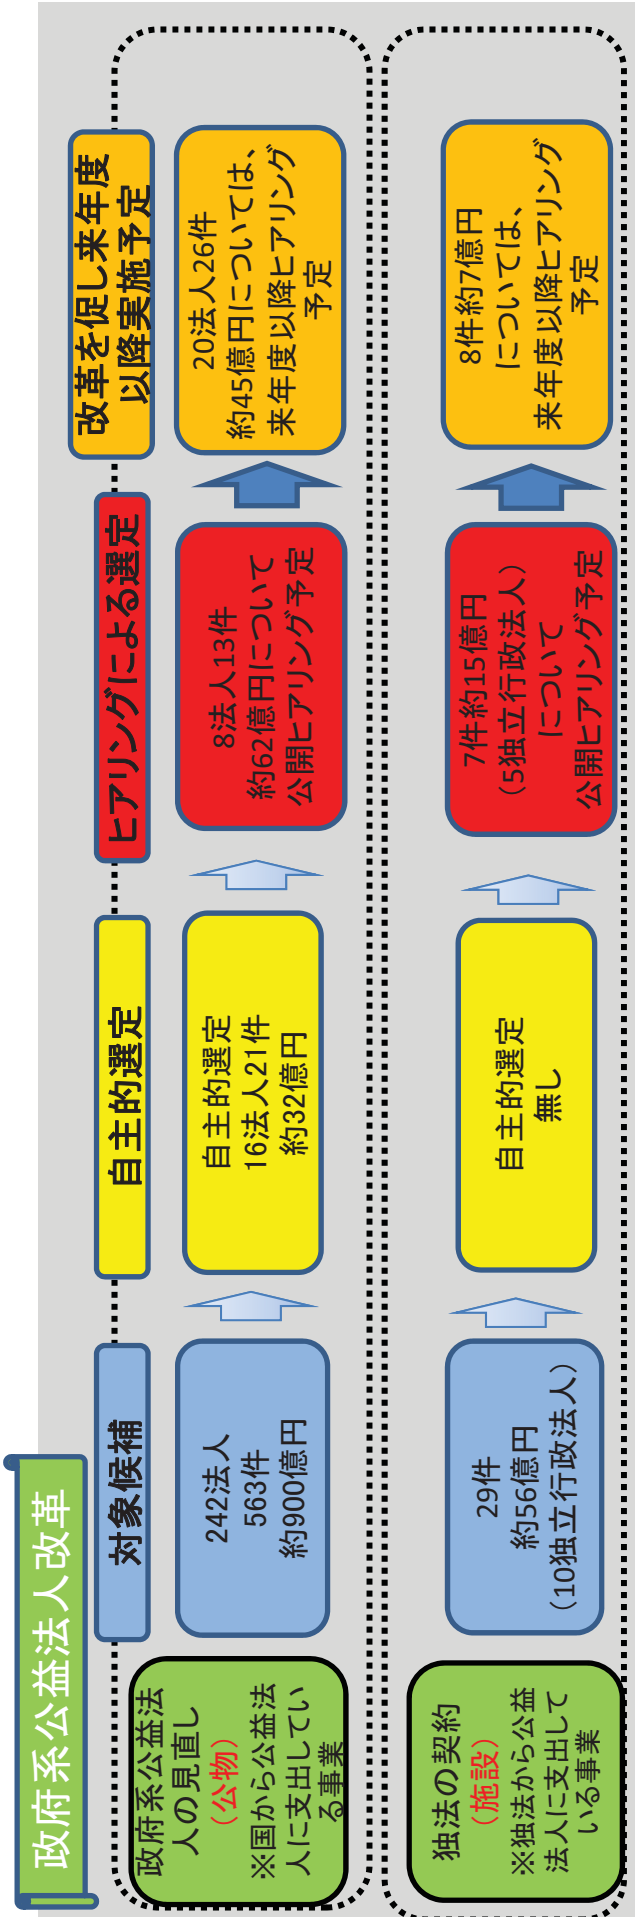 政府系公益法人改革
対象候補
自主的選定
ヒアリングによる選定
改革を促し来年度
以降実施予定
政府系公益法
人の見直し
（公物）
※国から公益法
人に支出してい
る事業
242法人
563件
約900億円
自主的選定
16法人21件
約32億円
8法人13件
約62億円について
公開ヒアリング予定
20法人26件
約45億円については、
来年度以降ヒアリング
予定
独法の契約
（施設）
※独法から公益
法人に支出して
いる事業
29件
約56億円
（10独立行政法人）
自主的選定
無し
7件約15億円
（5独立行政法人）
について
公開ヒアリング予定
8件約7億円
については、
来年度以降ヒアリング
予定